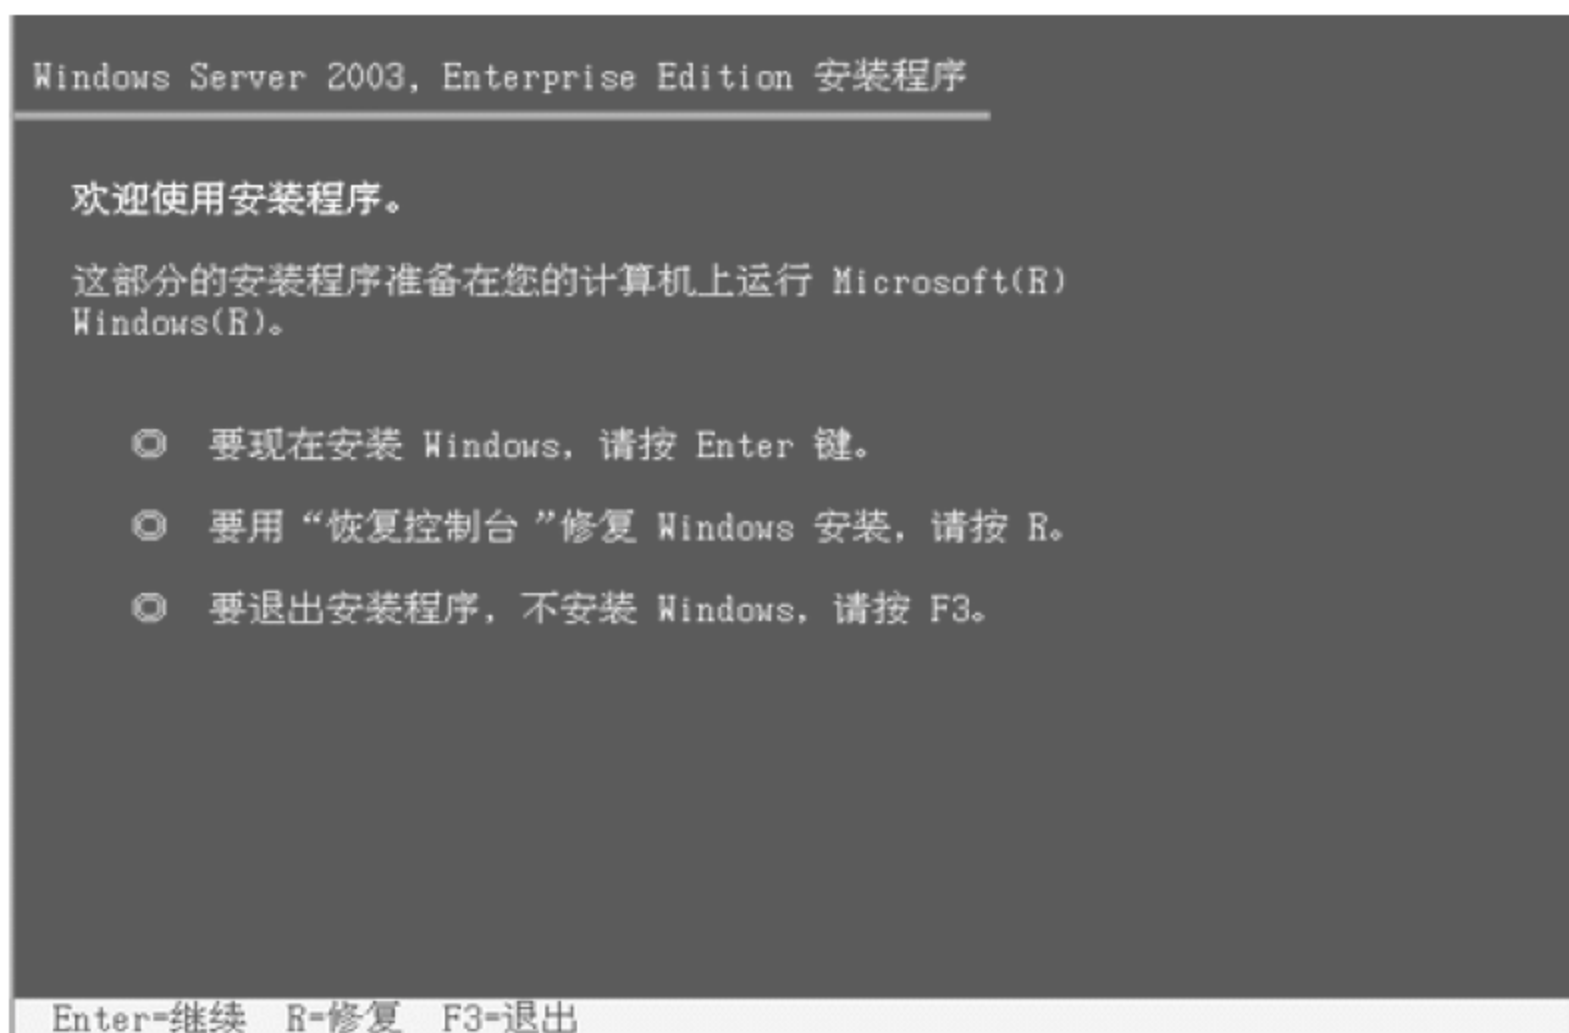 Windows Server 2003, Enterprise Edition 安装程序
欢迎使用安装程序。
这部分的安装程序准备在您的计算机上运行 Microsoft(R)
Windows(R)。
◎ 要现在安装 Windows, 请按 Enter 键。
◎ 要用“恢复控制台”修复 Windows 安装, 请按 R。
◎ 要退出安装程序, 不安装 Windows, 请按 F3。
Enter=继续 R=修复 F3=退出